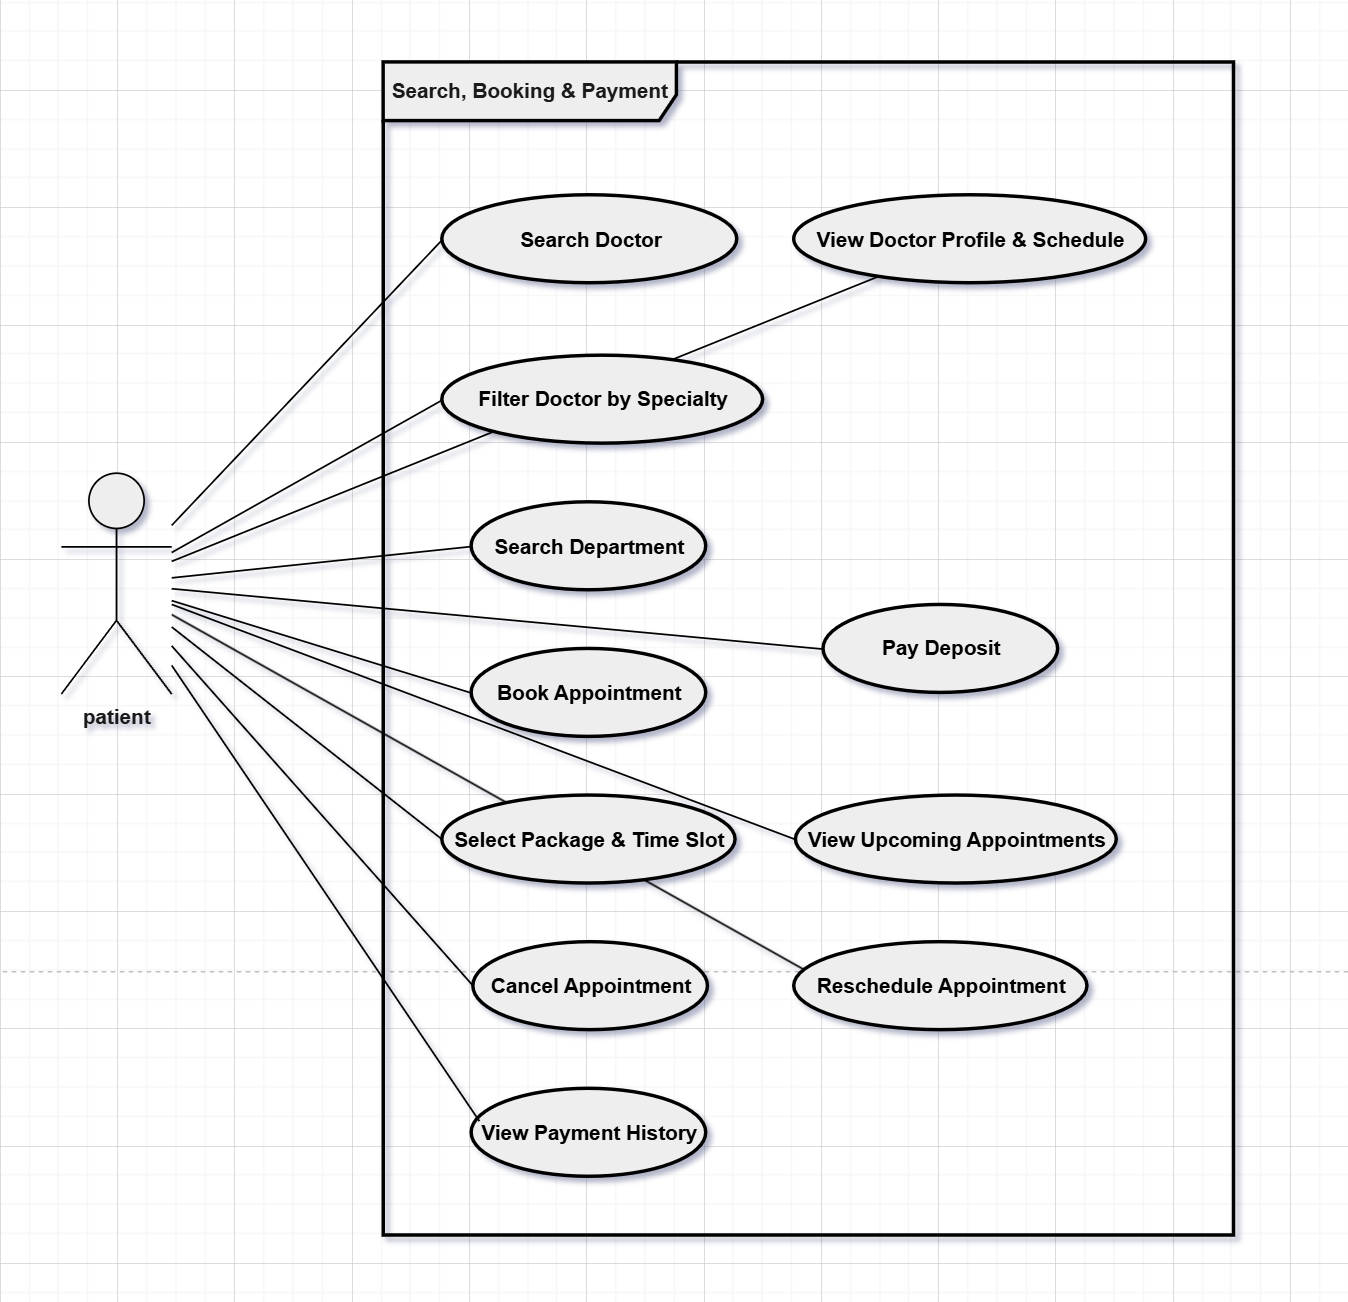 Search, Booking & Payment
Search Doctor
View Doctor Profile & Schedule
Filter Doctor by Specialty
Search Department
Pay Deposit
Book Appointment
patient
Select Package & Time Slot
View Upcoming Appointments
Cancel Appointment
Reschedule Appointment
View Payment History